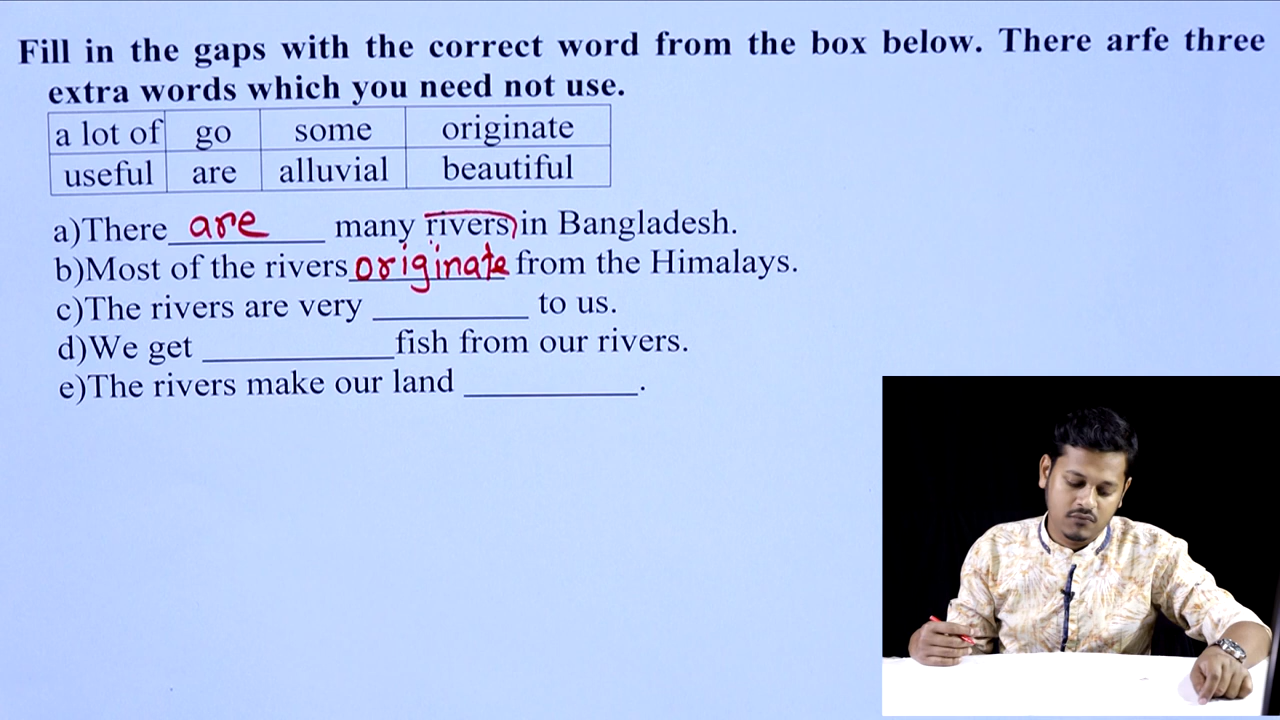 Fill in the gaps with the correct word from the box below. There arfe three
extra words which you need not use.
a lot of go some originate
useful are alluvial beautiful
a)There are many rivers in Bangladesh.
b)Most of the rivers originate from the Himalays.
c)The rivers are very __________ to us.
d)We get ____________fish from our rivers.
e)The rivers make our land ___________.